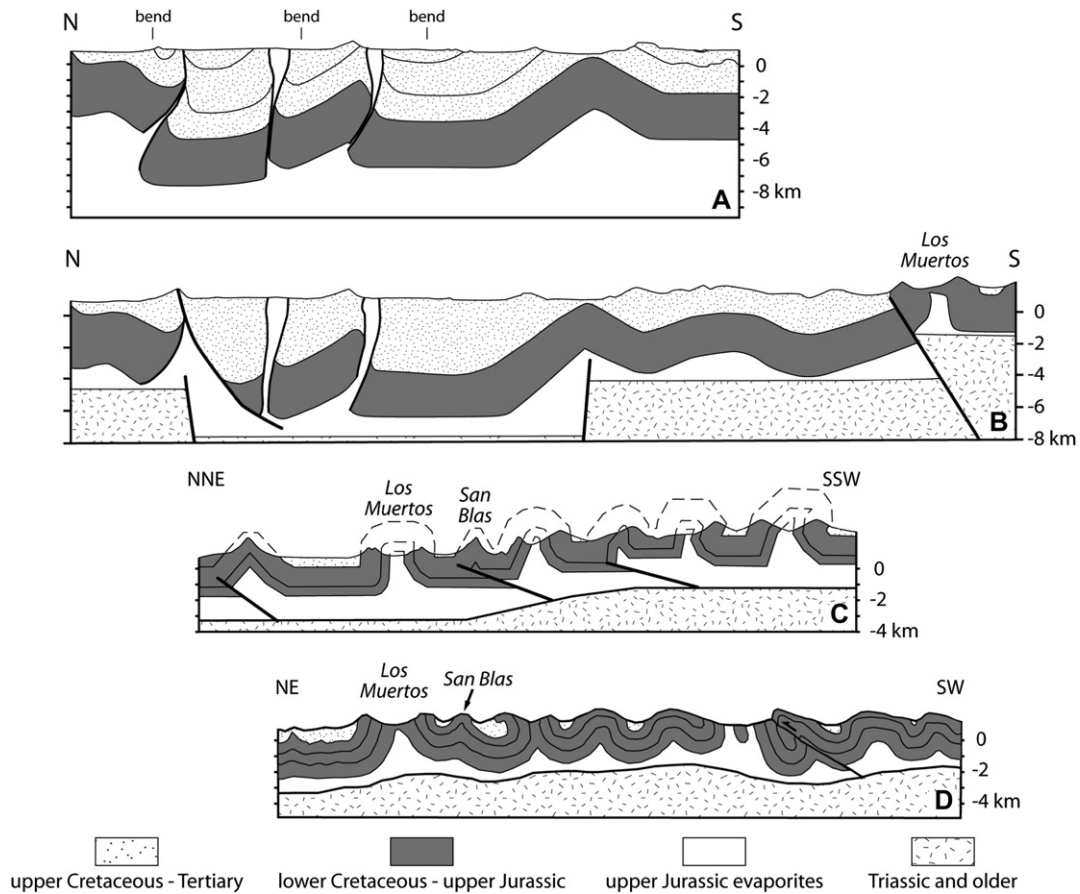 N bend bend bend S
0
-2
-4
-6
-8 km
A
N Los Muertos S
0
-2
-4
-6
-8 km
B
NNE Los Muertos San Blas SSW
0
-2
-4 km
C
NE Los Muertos San Blas SW
0
-2
-4 km
D
upper Cretaceous - Tertiary lower Cretaceous - upper Jurassic upper Jurassic evaporites Triassic and older